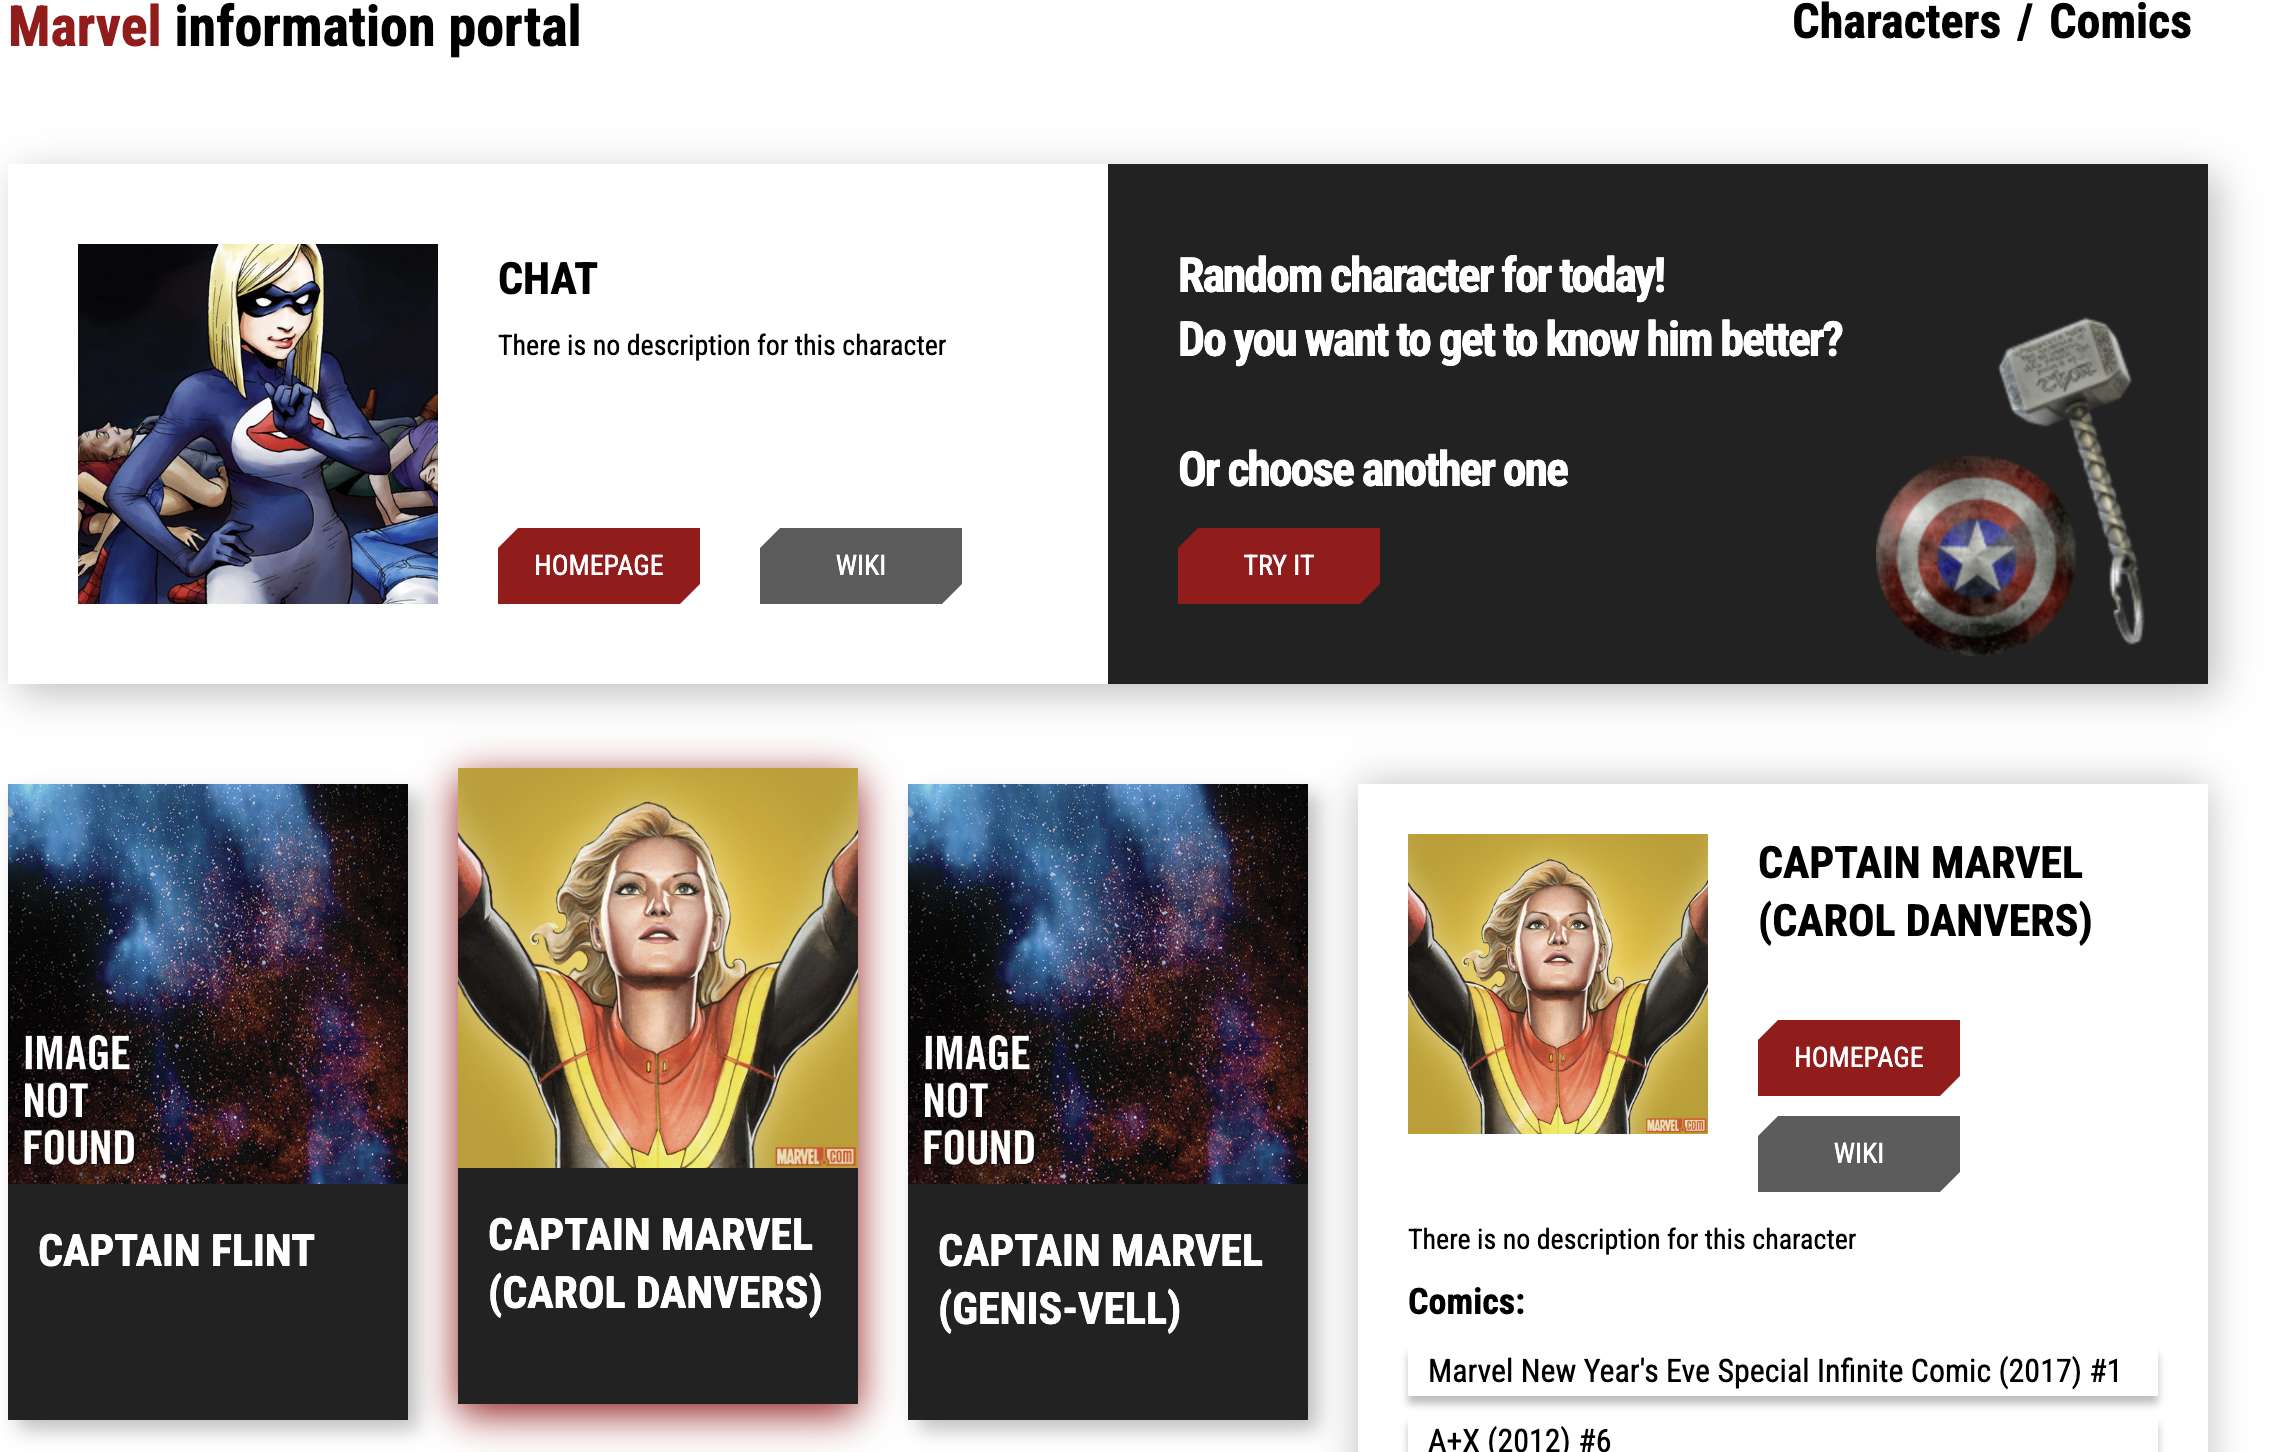 Marvel information portal
Characters / Comics
CHAT
There is no description for this character
HOMEPAGE
WIKI
Random character for today!
Do you want to get to know him better?
Or choose another one
TRY IT
IMAGE
NOT
FOUND
CAPTAIN FLINT
MARVEL.com
CAPTAIN MARVEL
(CAROL DANVERS)
IMAGE
NOT
FOUND
CAPTAIN MARVEL
(GENIS-VELL)
MARVEL.com
CAPTAIN MARVEL
(CAROL DANVERS)
HOMEPAGE
WIKI
There is no description for this character
Comics:
Marvel New Year's Eve Special Infinite Comic (2017) #1
A+X (2012) #6